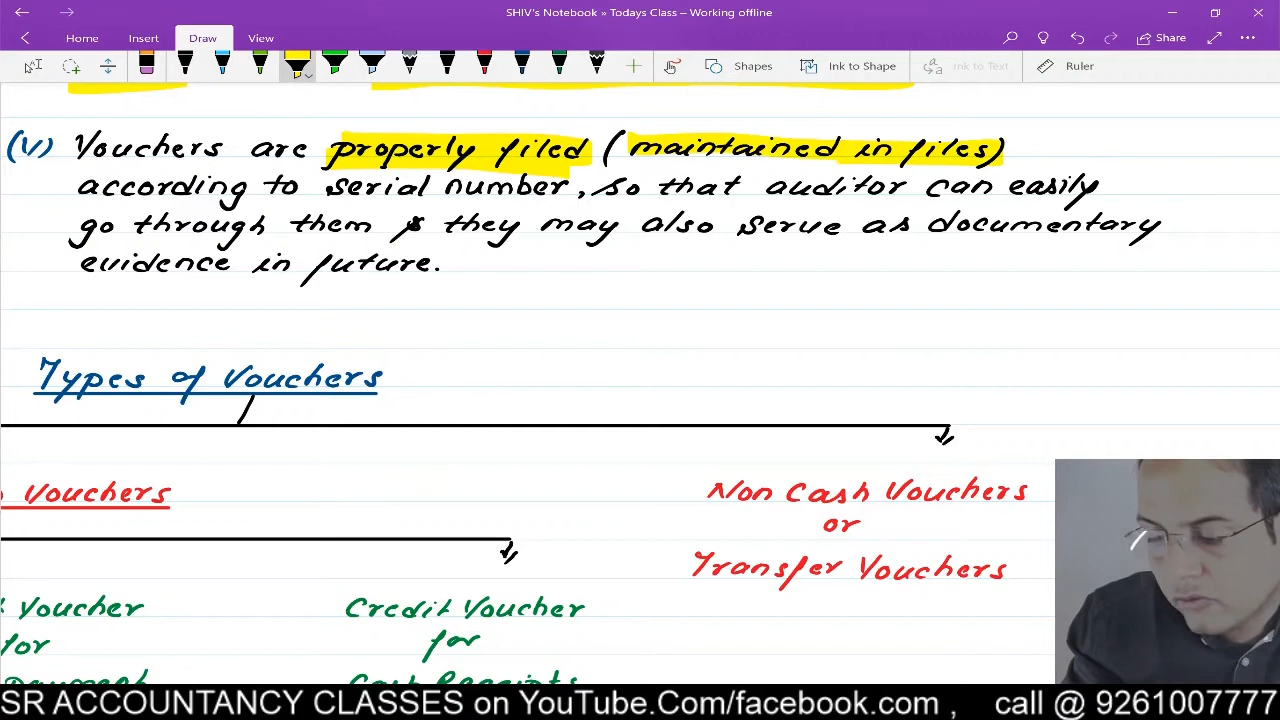 SHIV's Notebook » Todays Class – Working offline
Home Insert Draw View Share
Shapes Ink to Shape Ink to Text Ruler
(V) Vouchers are properly filed (maintained in files)
according to serial number, so that auditor can easily
go through them & they may also serve as documentary
evidence in future.
Types of Vouchers
Vouchers
Non Cash Vouchers
or
Transfer Vouchers
Voucher
for
Credit Voucher
for
Cash Receipts
SR ACCOUNTANCY CLASSES on YouTube.Com/facebook.com , call @ 9261007777